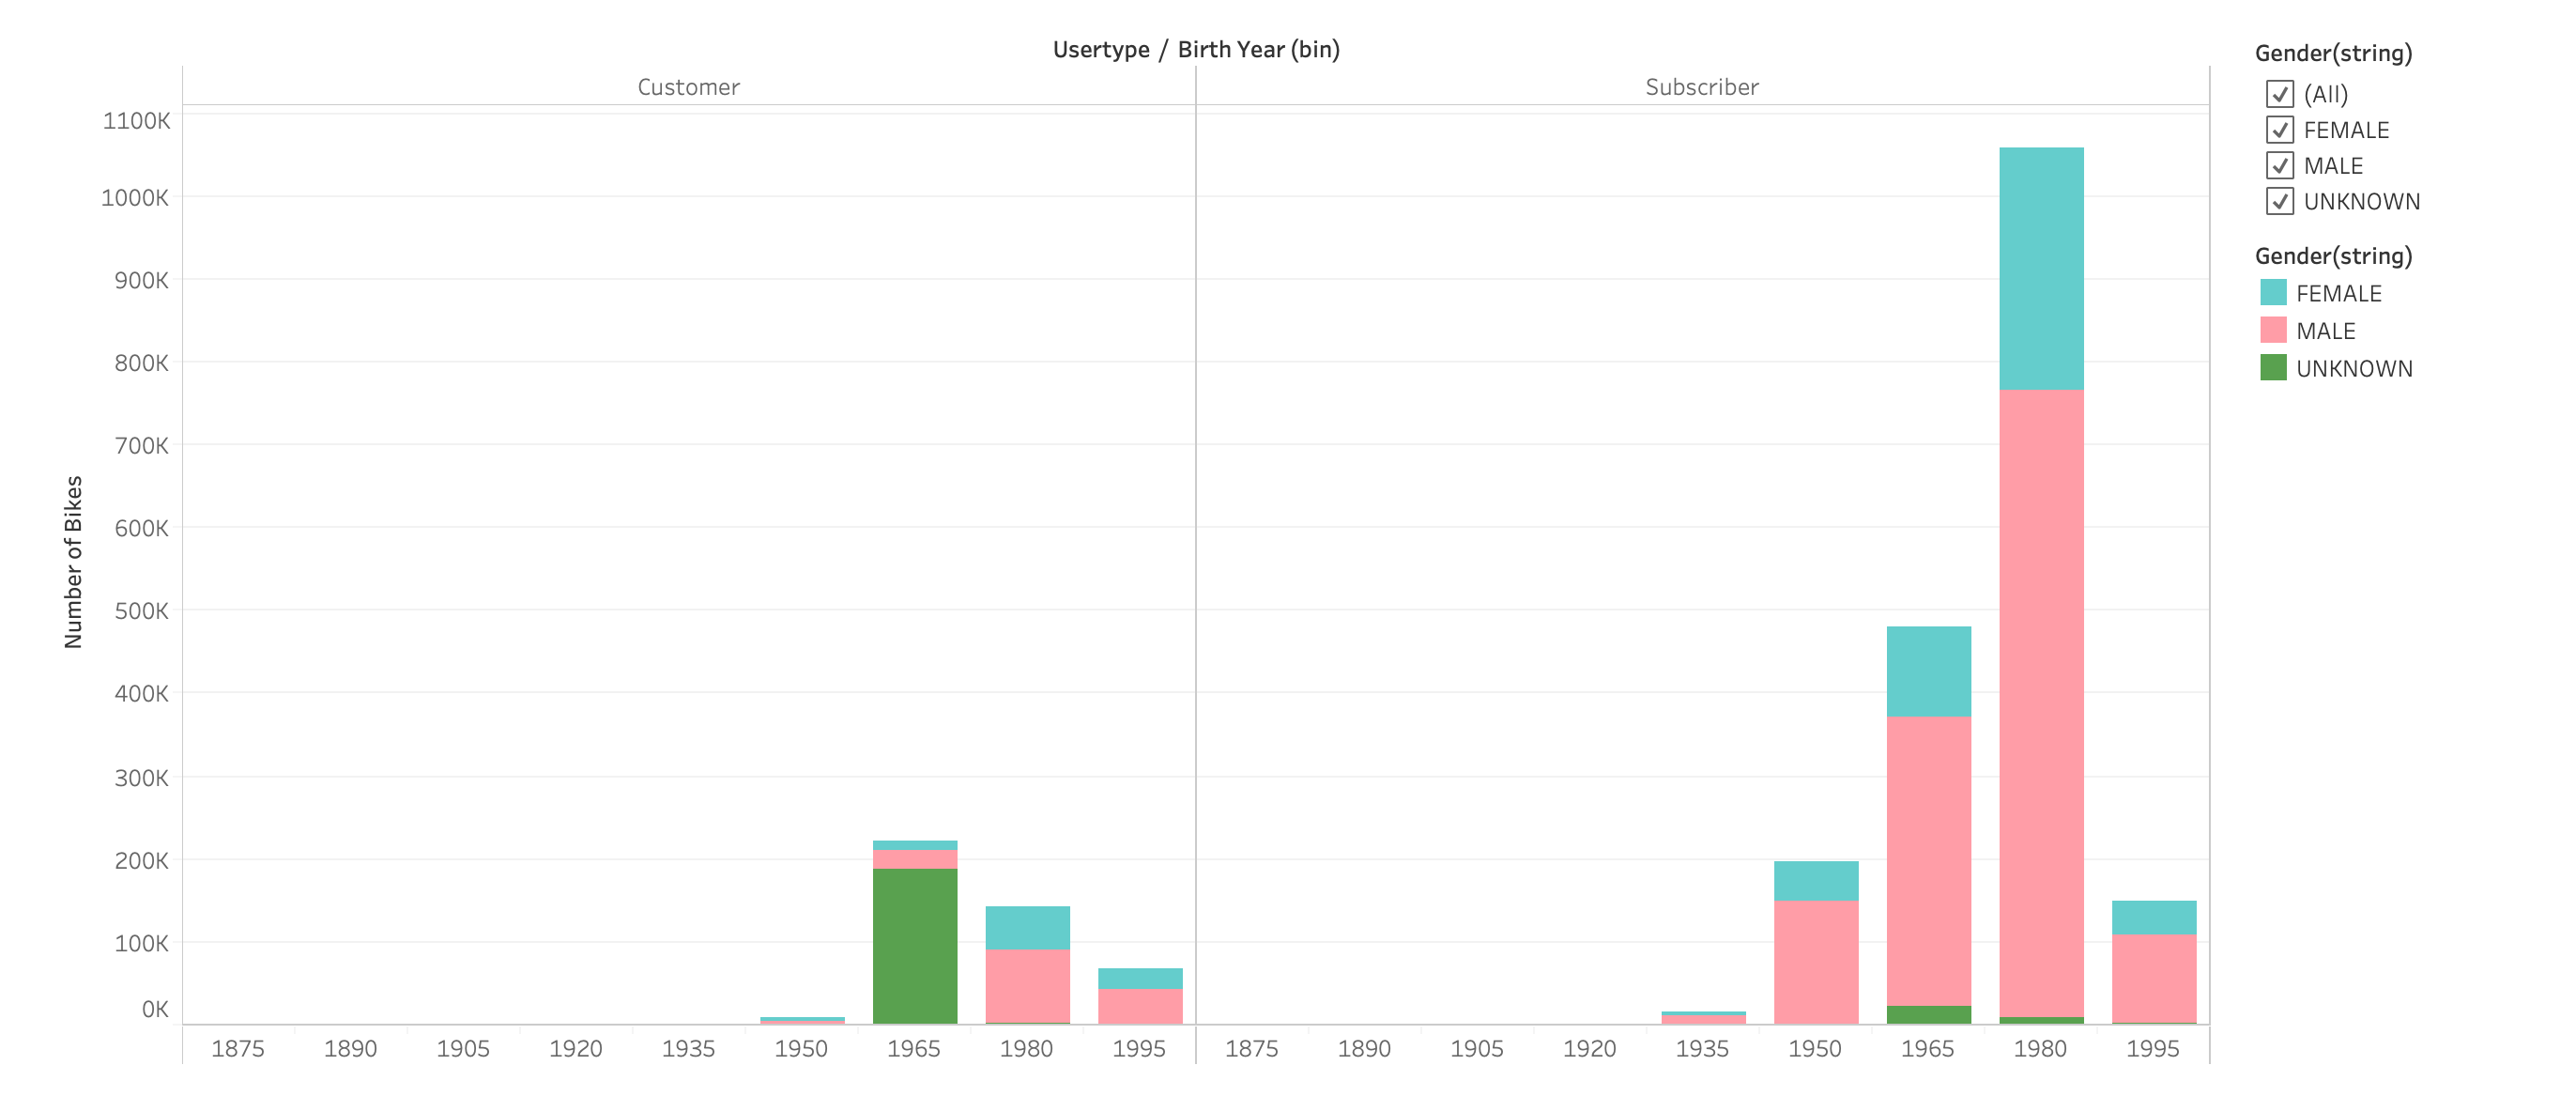 Usertype / Birth Year (bin)
Customer
Subscriber
1100K
1000K
900K
800K
700K
600K
500K
400K
300K
200K
100K
0K
Number of Bikes
1875 1890 1905 1920 1935 1950 1965 1980 1995 1875 1890 1905 1920 1935 1950 1965 1980 1995
Gender(string)
(All)
FEMALE
MALE
UNKNOWN
Gender(string)
FEMALE
MALE
UNKNOWN